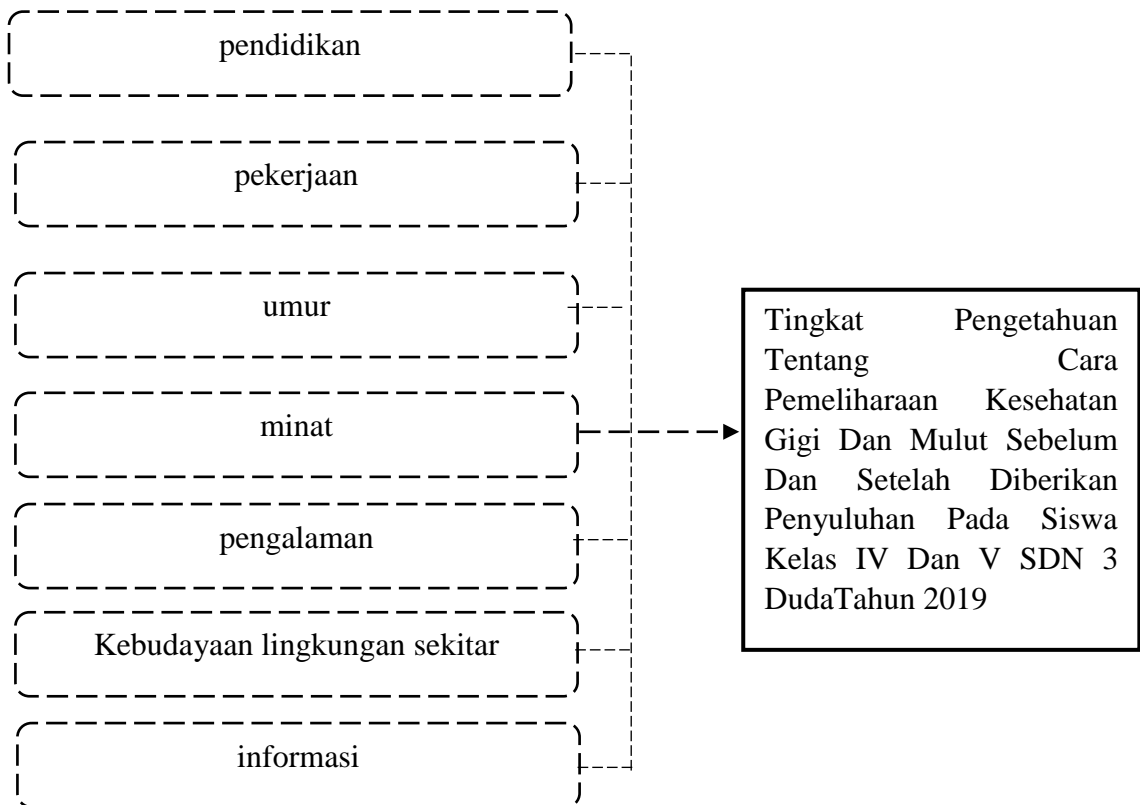 pendidikan
pekerjaan
umur
minat
pengalaman
Kebudayaan lingkungan sekitar
informasi
Tingkat Pengetahuan
Tentang Cara
Pemeliharaan Kesehatan
Gigi Dan Mulut Sebelum
Dan Setelah Diberikan
Penyuluhan Pada Siswa
Kelas IV Dan V SDN 3
DudaTahun 2019